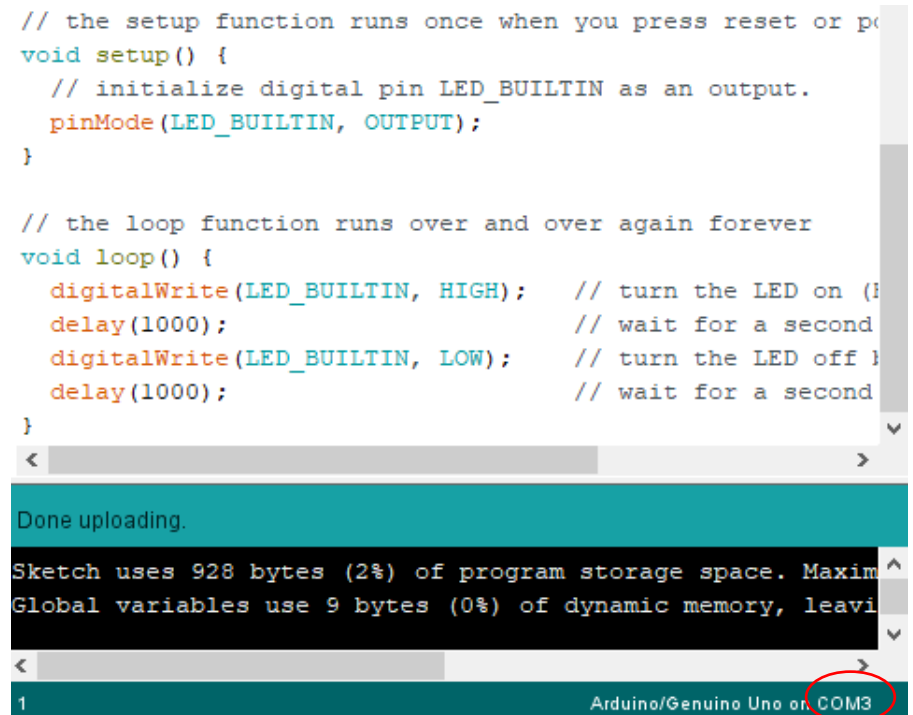 // the setup function runs once when you press reset or
void setup() {
  // initialize digital pin LED_BUILTIN as an output.
  pinMode(LED_BUILTIN, OUTPUT);
}
// the loop function runs over and over again forever
void loop() {
  digitalWrite(LED_BUILTIN, HIGH);   // turn the LED on
  delay(1000);                       // wait for a second
  digitalWrite(LED_BUILTIN, LOW);    // turn the LED off
  delay(1000);                       // wait for a second
}
Done uploading.
Sketch uses 928 bytes (2%) of program storage space. Maxim
Global variables use 9 bytes (0%) of dynamic memory, leavi
1 Arduino/Genuino Uno on COM3